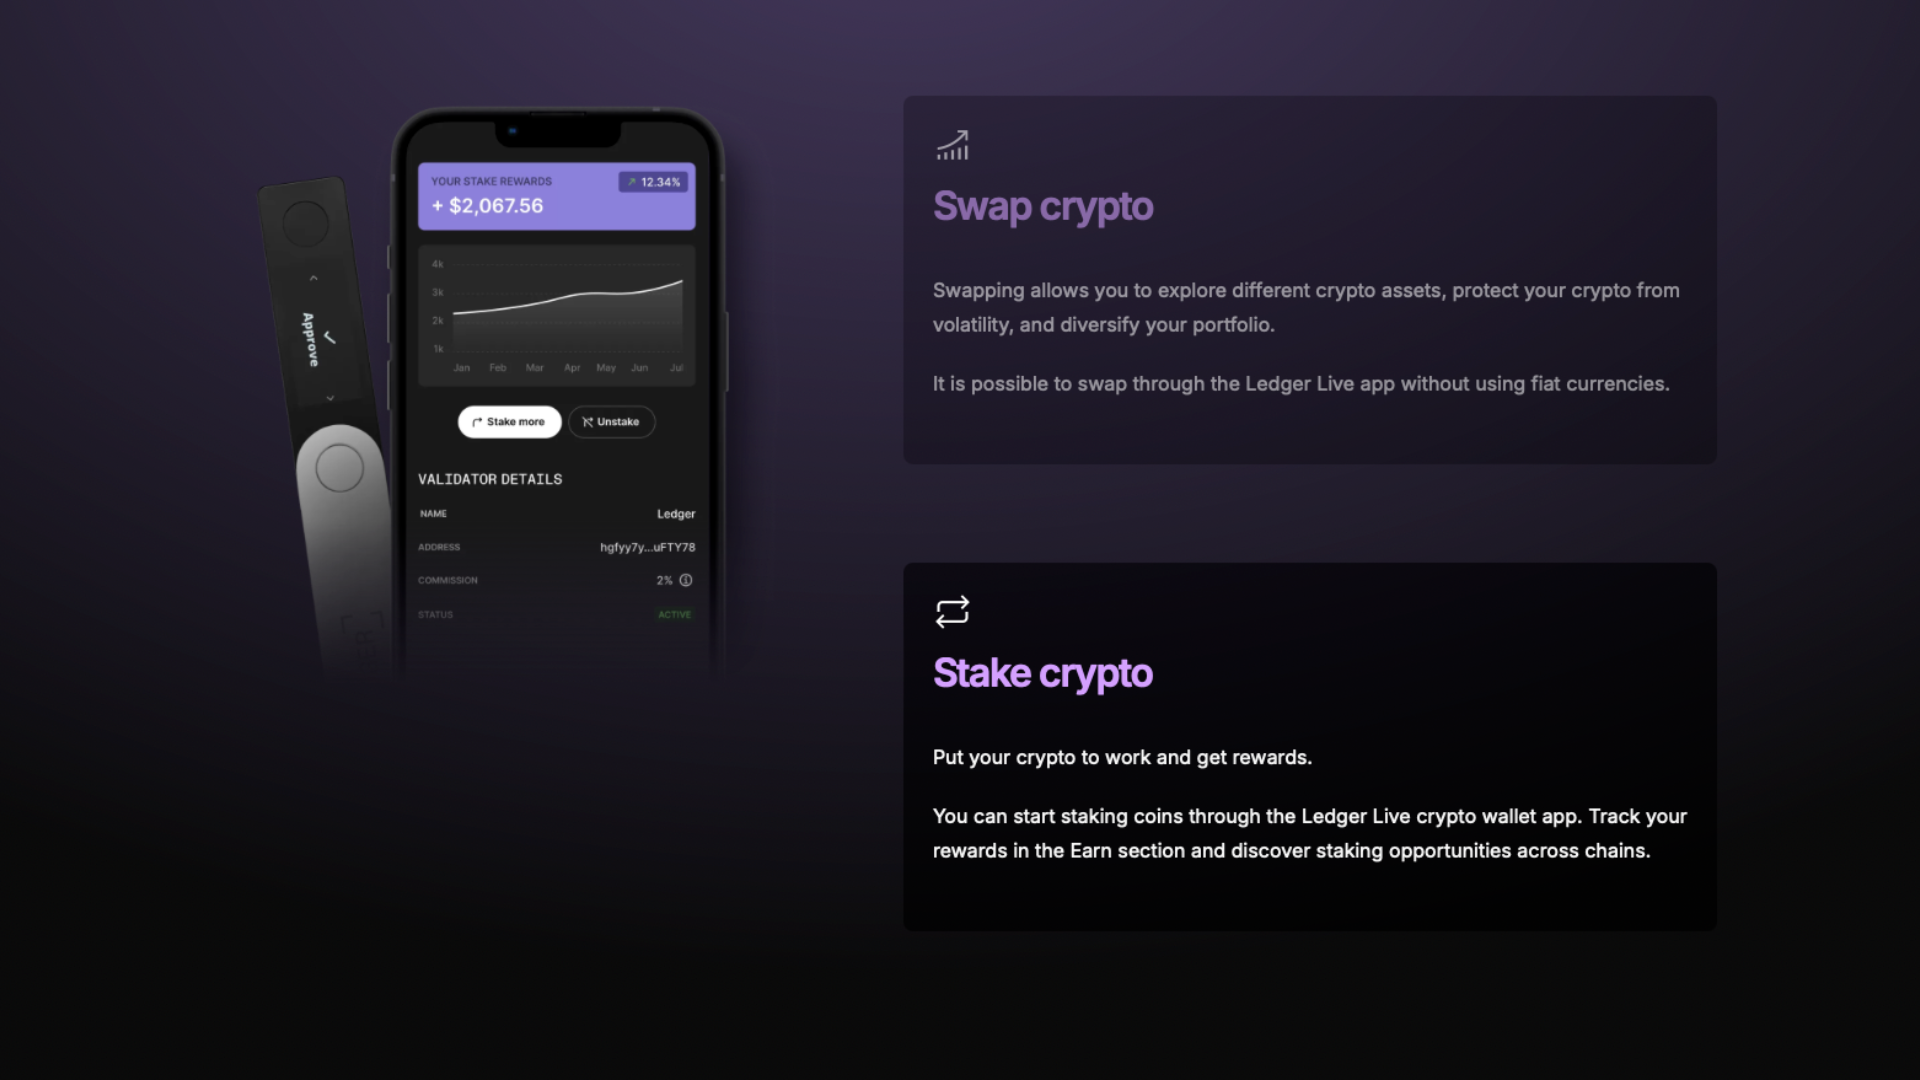 Approve
YOUR STAKE REWARDS
12.34%
+ $2,067.56
4k
3k
2k
1k
Jan Feb Mar Apr May Jun Jul
Stake more
Unstake
VALIDATOR DETAILS
NAME Ledger
ADDRESS hgfyy7y...uFTY78
COMMISSION 2%
STATUS ACTIVE
Swap crypto
Swapping allows you to explore different crypto assets, protect your crypto from
volatility, and diversify your portfolio.
It is possible to swap through the Ledger Live app without using fiat currencies.
Stake crypto
Put your crypto to work and get rewards.
You can start staking coins through the Ledger Live crypto wallet app. Track your
rewards in the Earn section and discover staking opportunities across chains.